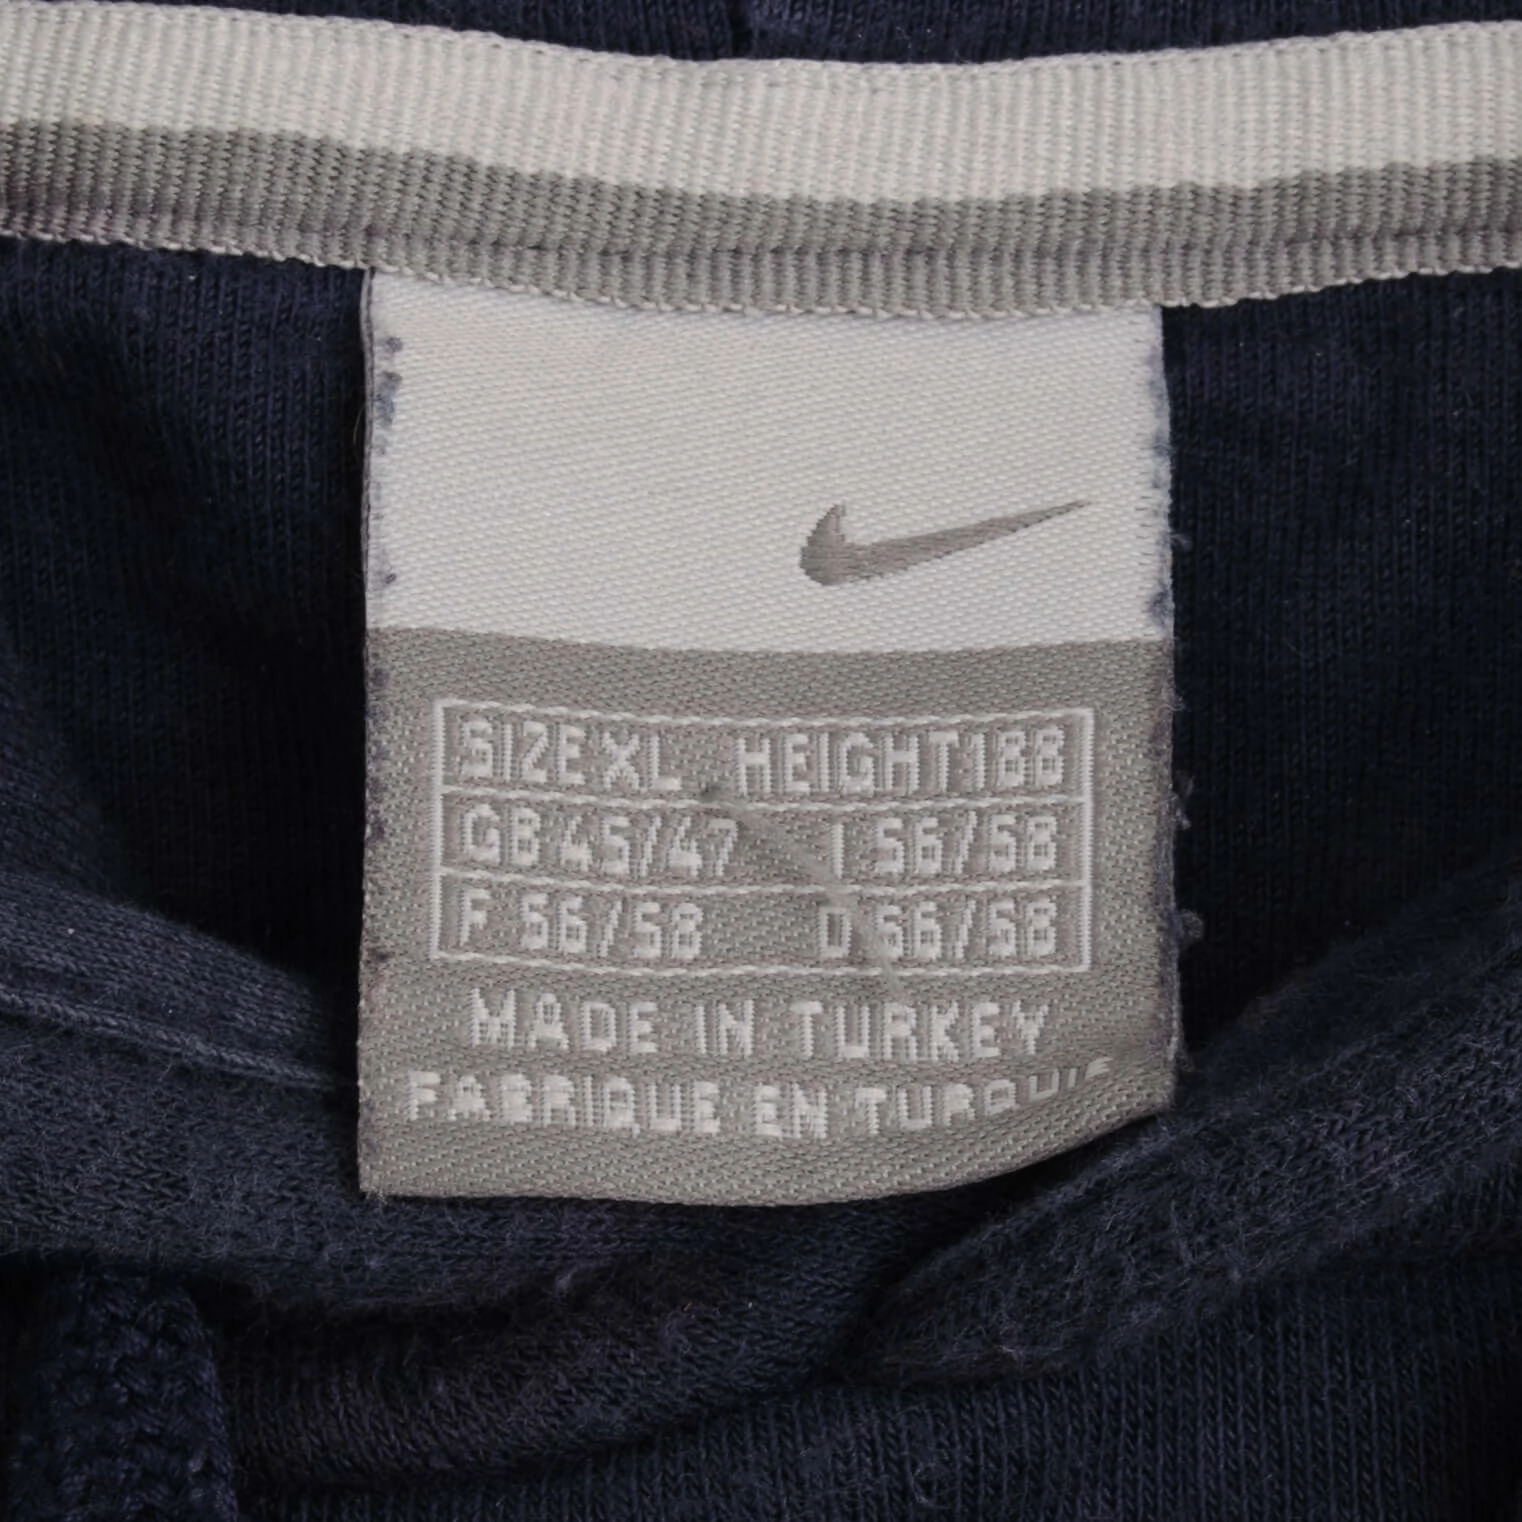 SIZE XL HEIGHT 188
GB 45/47 I 56/58
F 56/58 D 56/58
MADE IN TURKEY
FABRIQUE EN TURQUIE